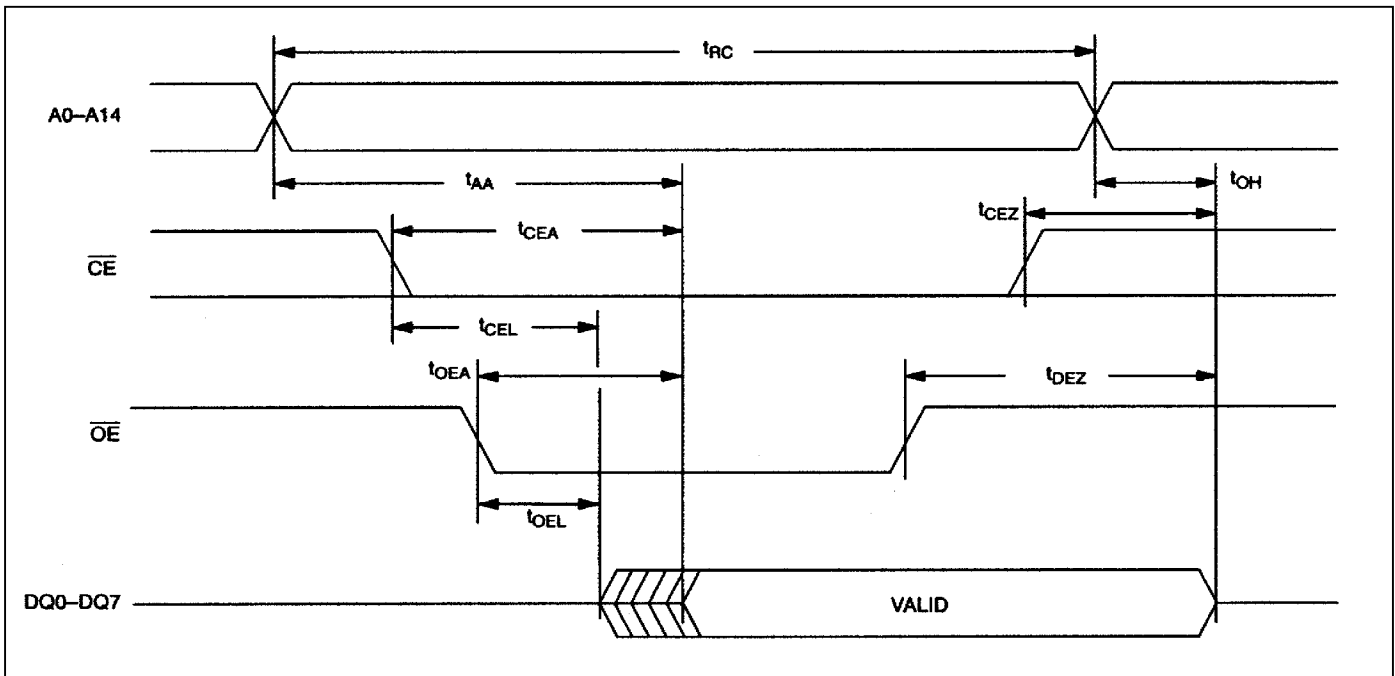 tRC
A0–A14
tAA
tOH
tCEZ
tCEA
CE
tCEL
tOEA
tDEZ
OE
tOEL
DQ0–DQ7
VALID